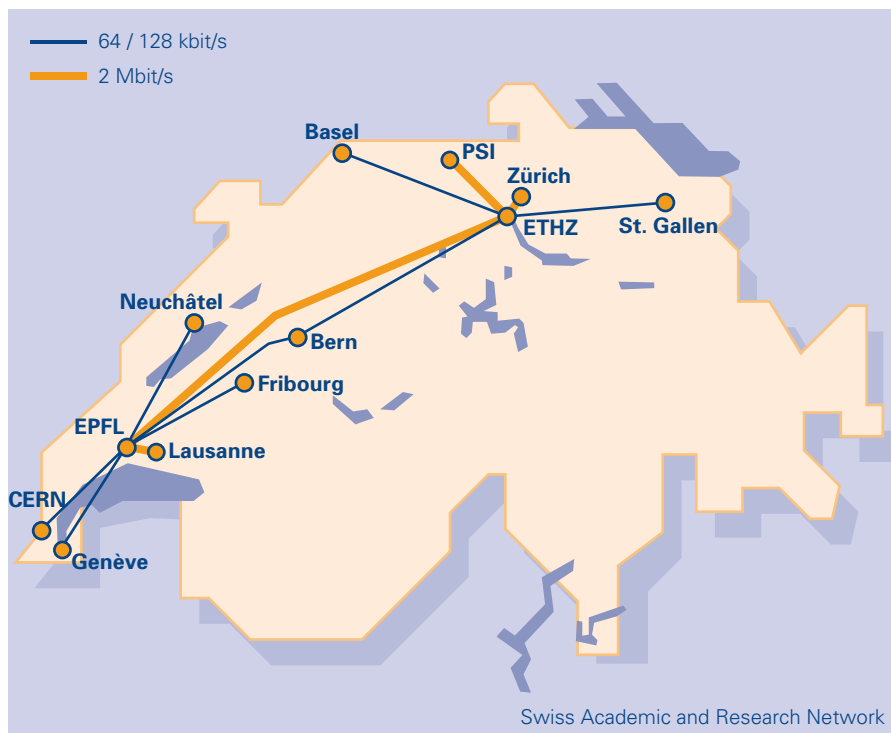 64 / 128 kbit/s
2 Mbit/s
Basel
PSI
Zürich
ETHZ
St. Gallen
Neuchâtel
Bern
Fribourg
EPFL
Lausanne
CERN
Genève
Swiss Academic and Research Network